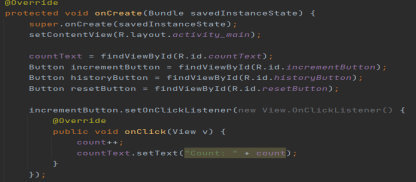 @Override
protected void onCreate(Bundle savedInstanceState) {
super.onCreate(savedInstanceState);
setContentView(R.layout.activity_main);
countText = findViewById(R.id.countText);
Button incrementButton = findViewById(R.id.incrementButton);
Button historyButton = findViewById(R.id.historyButton);
Button resetButton = findViewById(R.id.resetButton);
incrementButton.setOnClickListener(new View.OnClickListener() {
@Override
public void onClick(View v) {
count++;
countText.setText("Count: " + count);
}
});